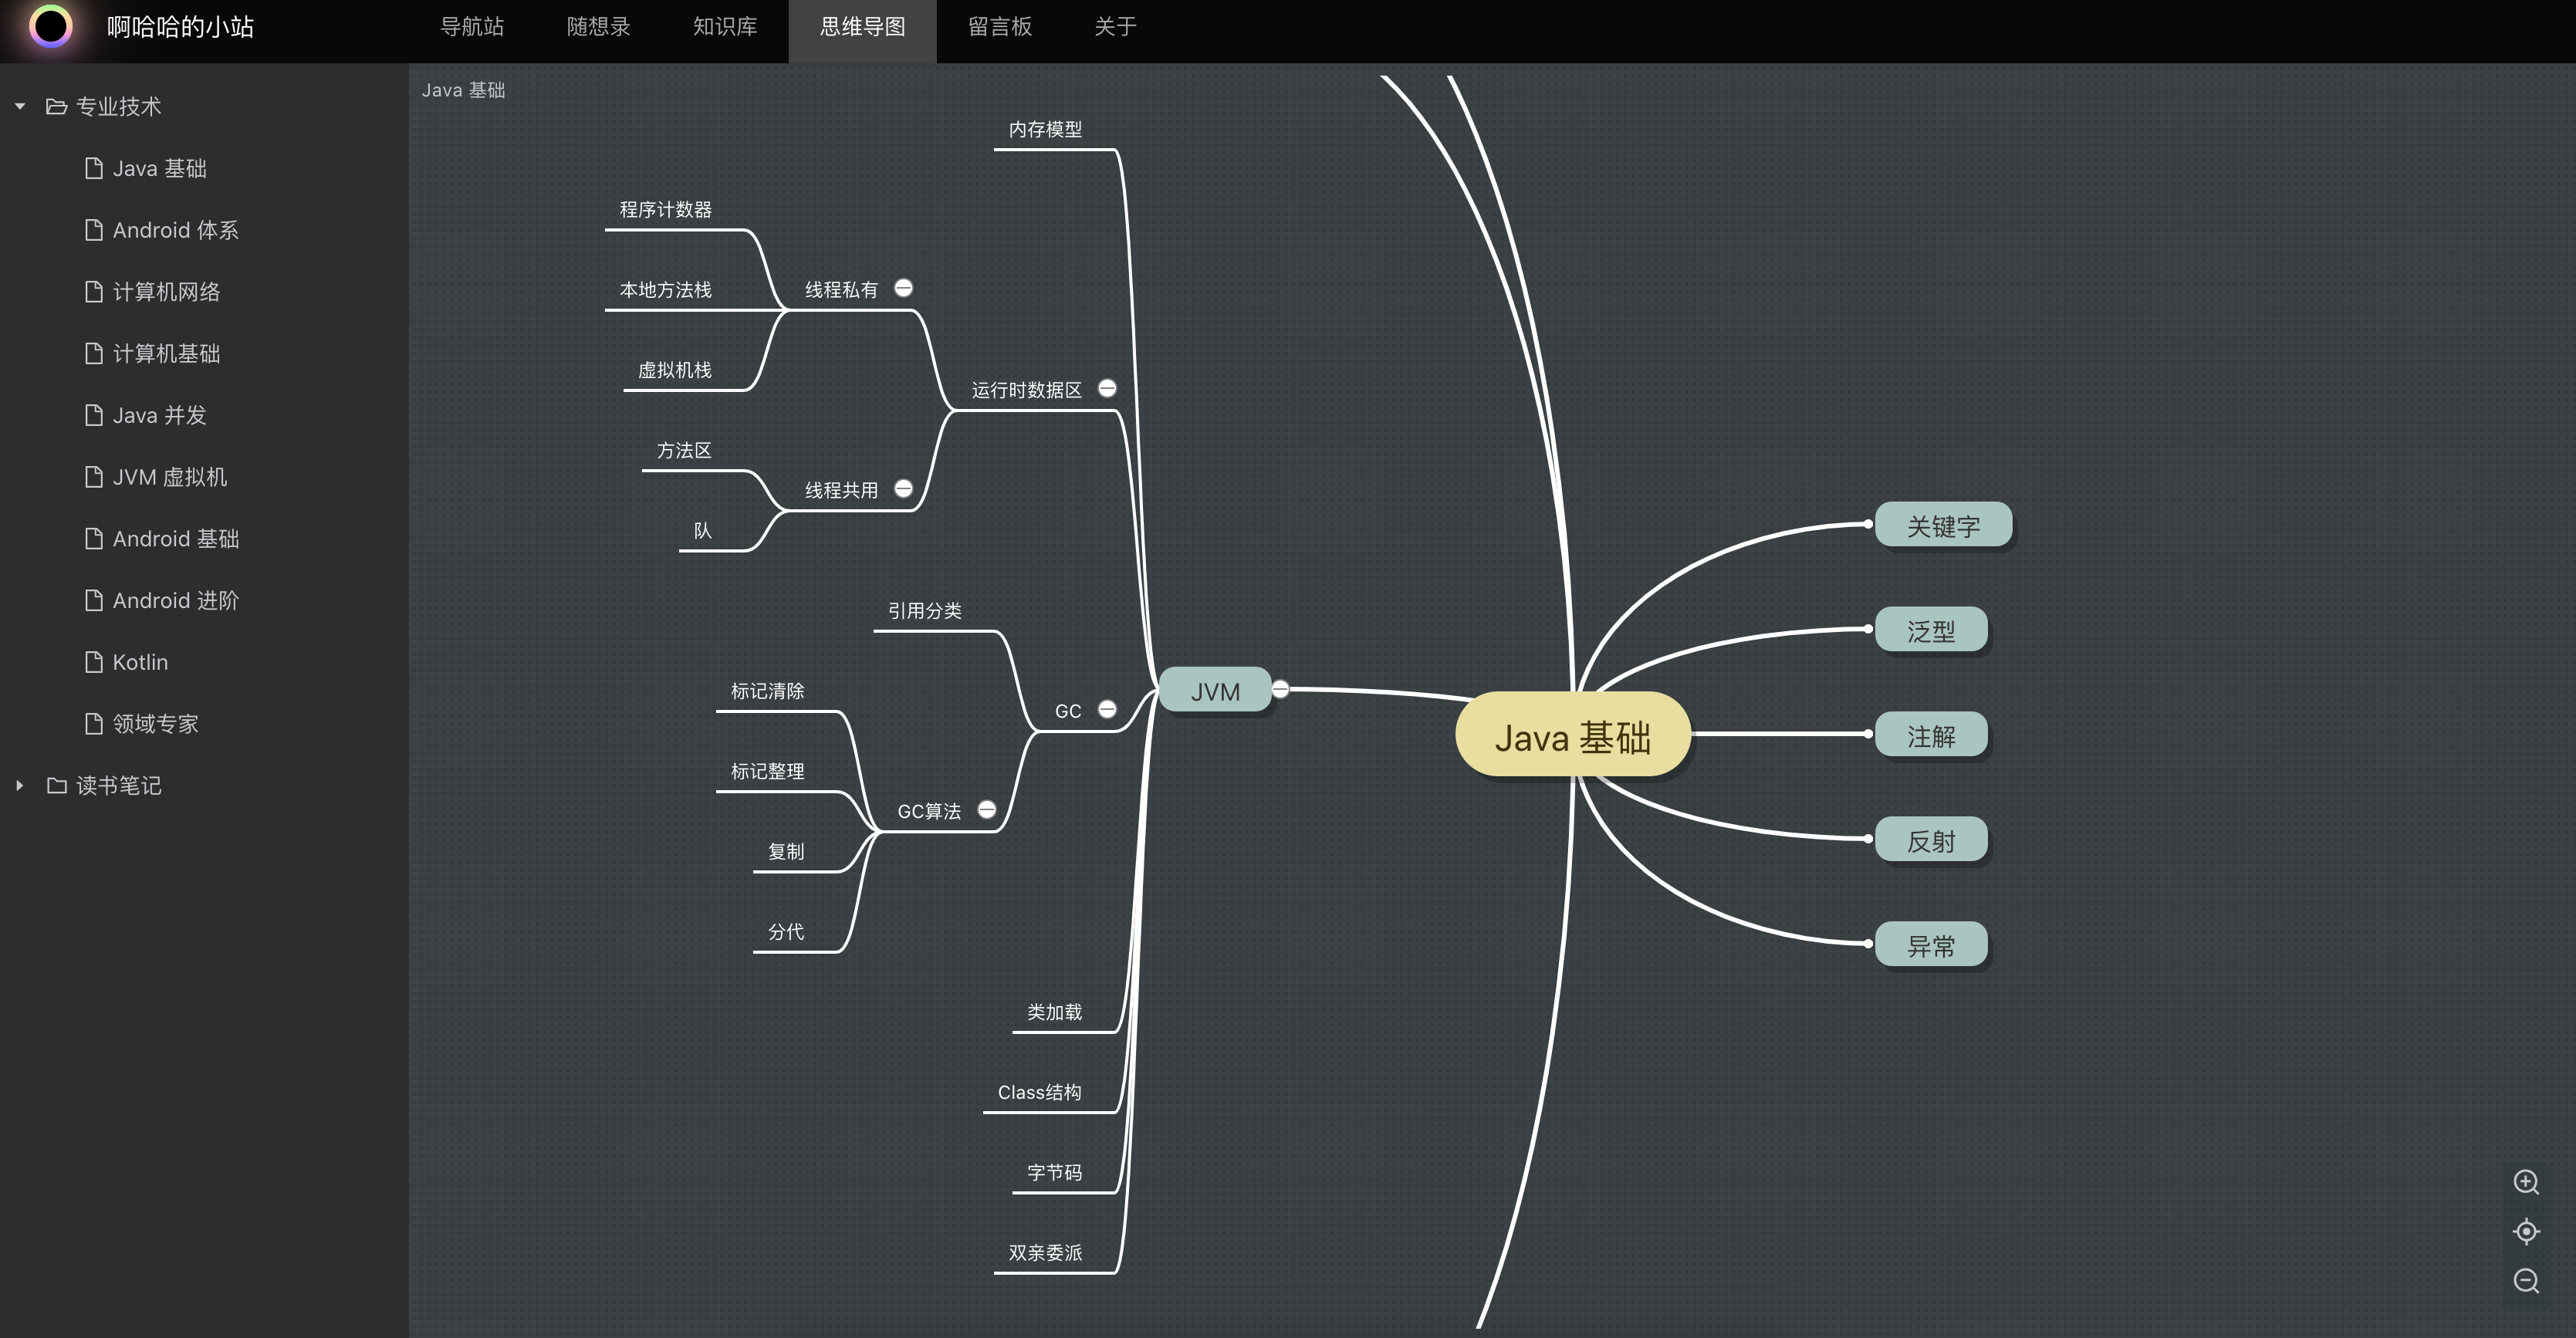 啊哈哈的小站
导航站
随想录
知识库
思维导图
留言板
关于
专业技术
Java 基础
Android 体系
计算机网络
计算机基础
Java 并发
JVM 虚拟机
Android 基础
Android 进阶
Kotlin
领域专家
读书笔记
Java 基础
内存模型
程序计数器
本地方法栈
线程私有
虚拟机栈
运行时数据区
方法区
线程共用
队
引用分类
标记清除
GC
标记整理
GC算法
复制
分代
类加载
Class结构
字节码
双亲委派
JVM
Java 基础
关键字
泛型
注解
反射
异常